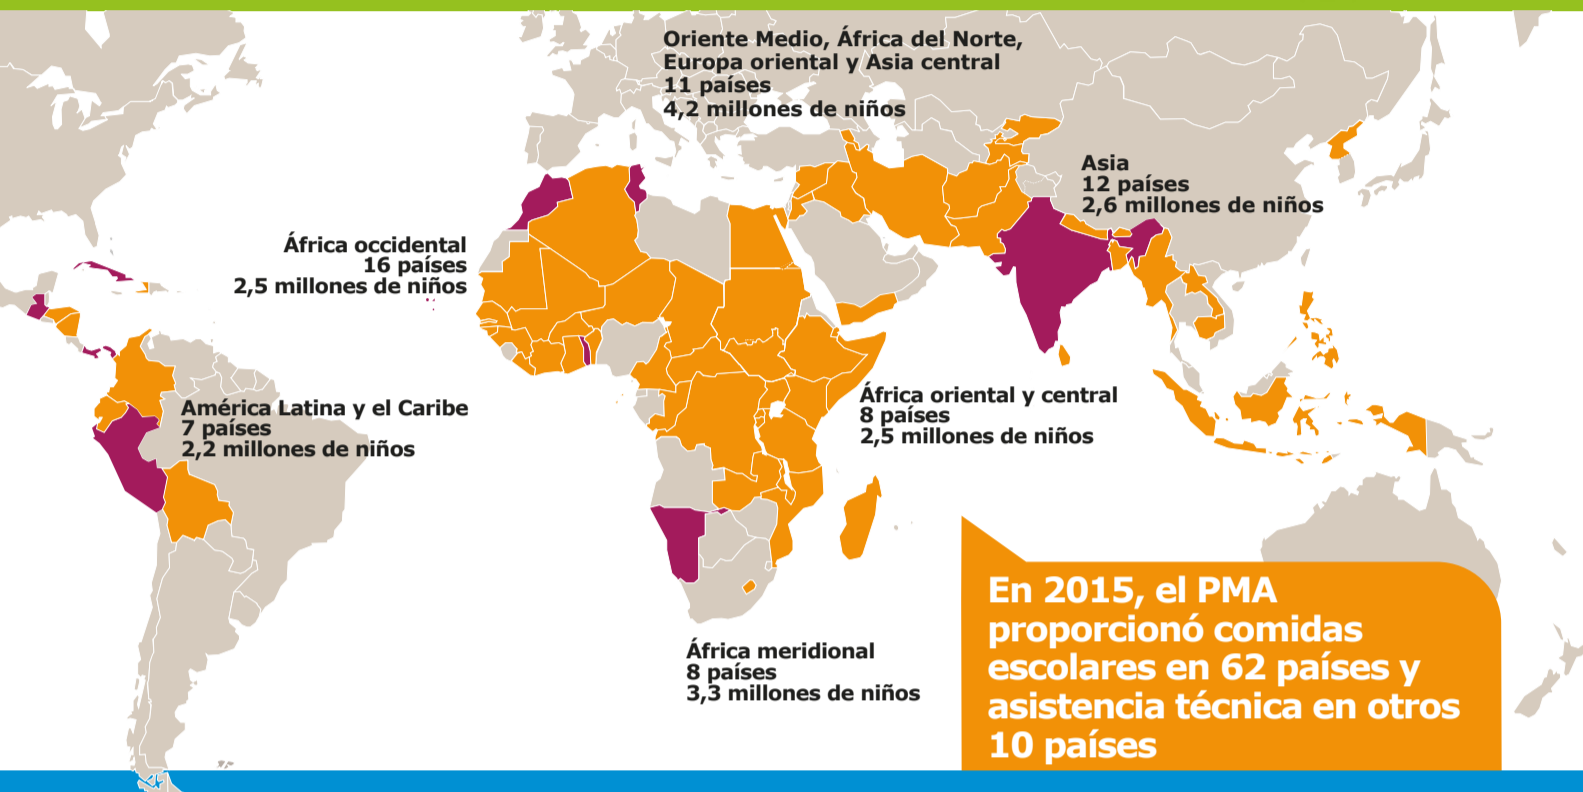 Oriente Medio, África del Norte,
Europa oriental y Asia central
11 países
4,2 millones de niños
Asia
12 países
2,6 millones de niños
África occidental
16 países
2,5 millones de niños
América Latina y el Caribe
7 países
2,2 millones de niños
África oriental y central
8 países
2,5 millones de niños
África meridional
8 países
3,3 millones de niños
En 2015, el PMA
proporcionó comidas
escolares en 62 países y
asistencia técnica en otros
10 países